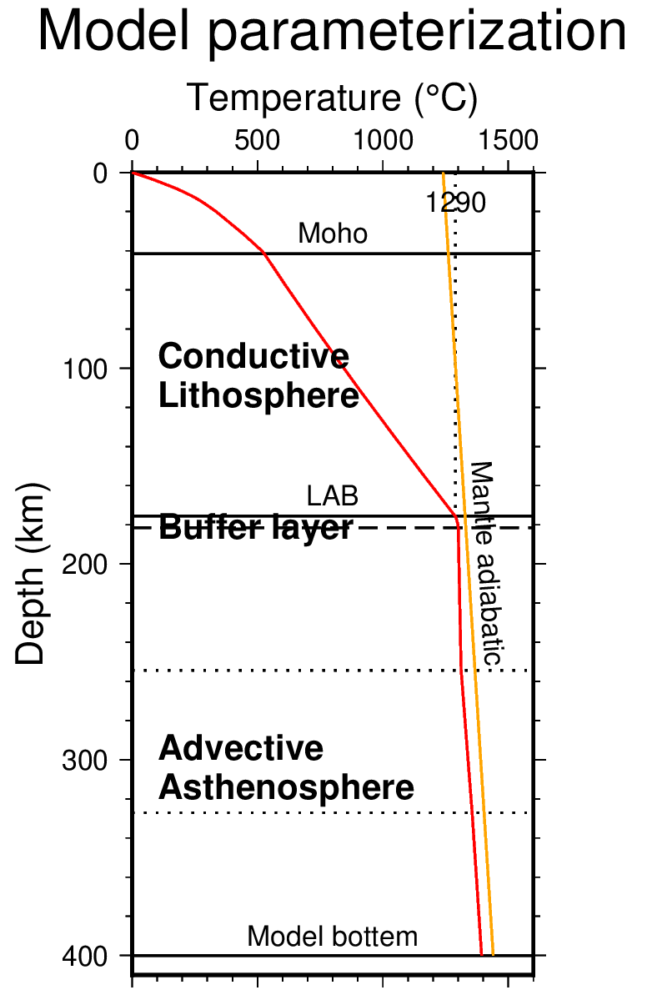 Model parameterization
Temperature (°C)
0 500 1000 1500
0
1290
Moho
Conductive
100
Lithosphere
Mantle adiabatic
LAB
Buffer layer
Depth (km)
200
Advective
300
Asthenosphere
Model bottem
400